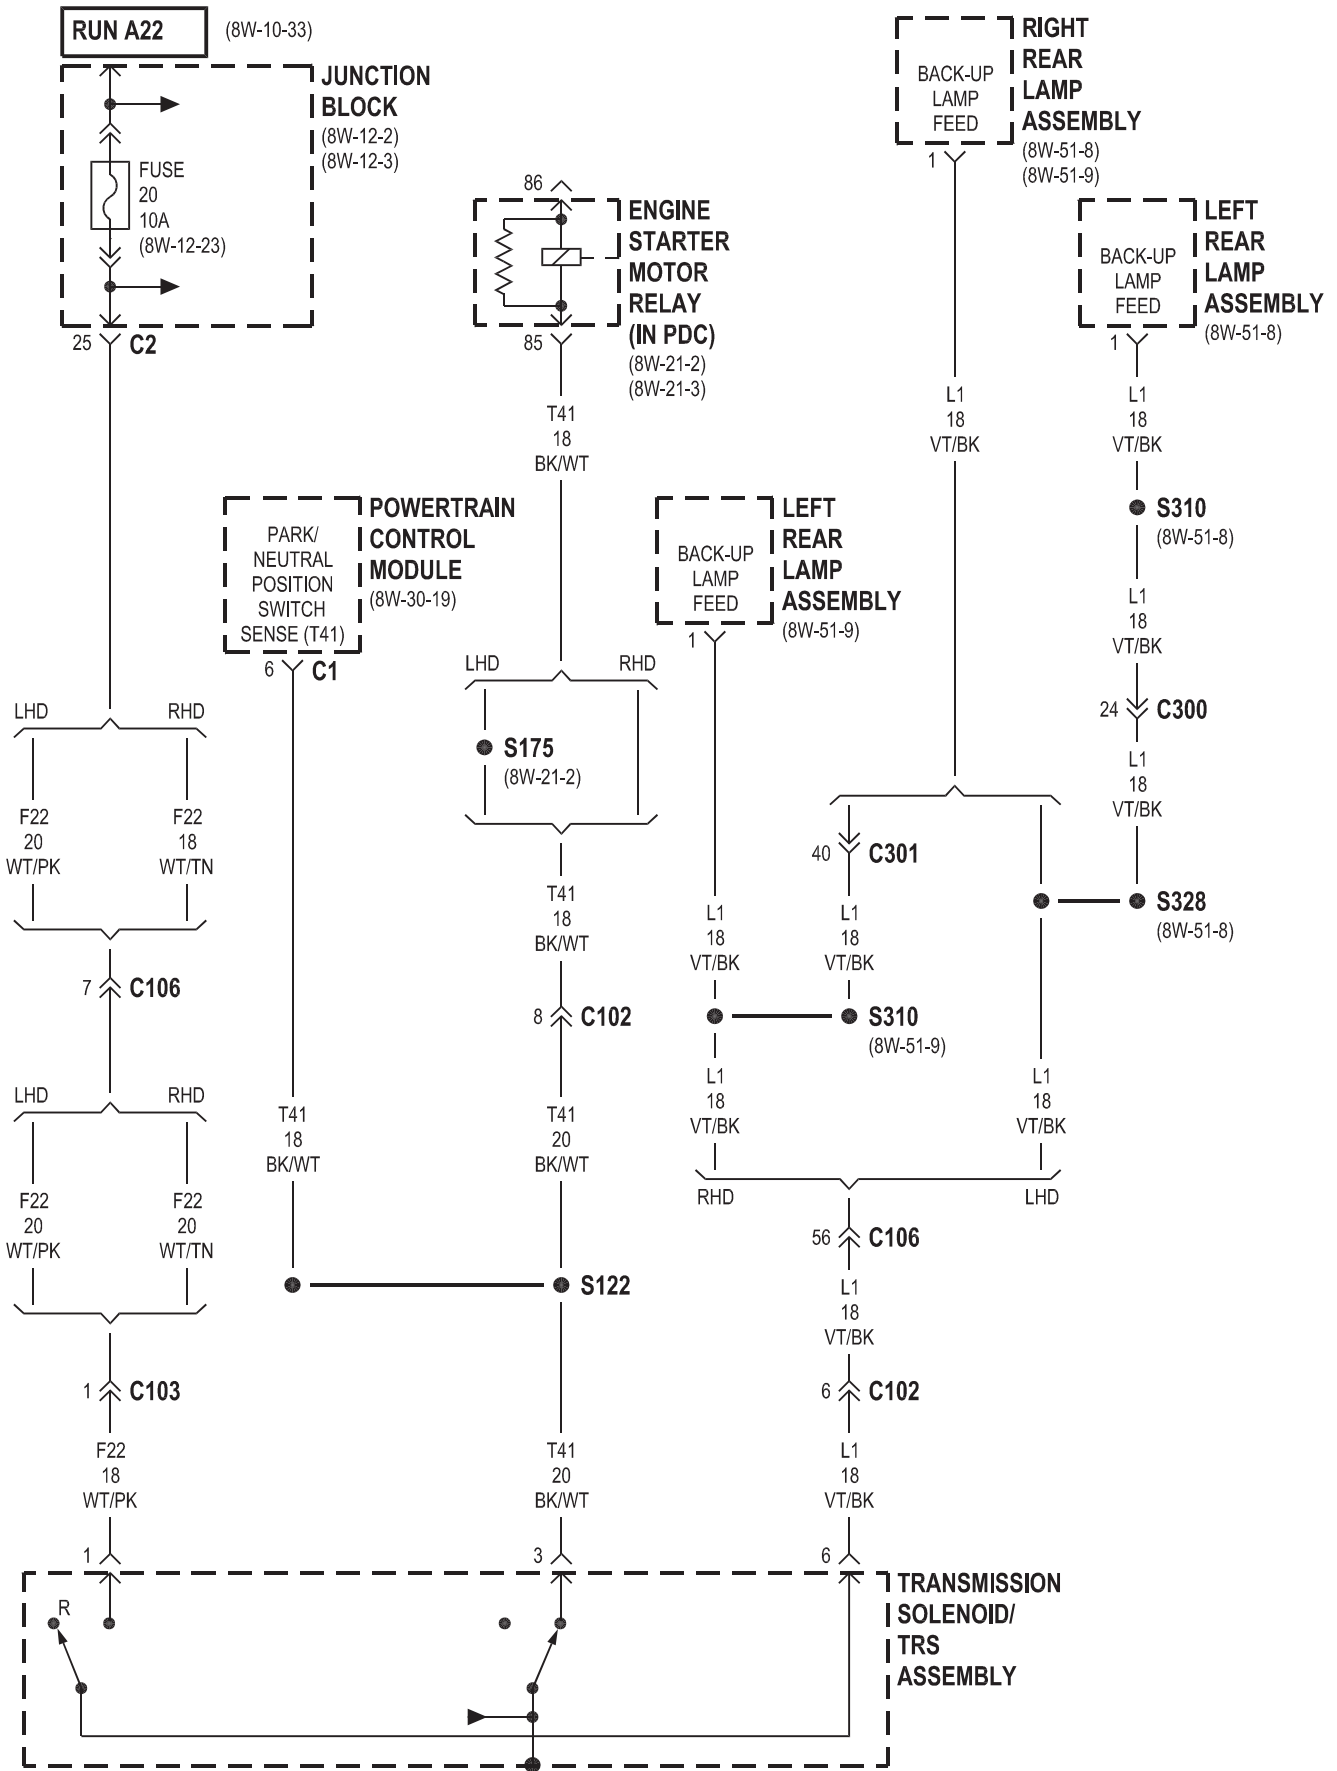 RUN A22
(8W-10-33)
JUNCTION
BLOCK
(8W-12-2)
(8W-12-3)
FUSE
20
10A
(8W-12-23)
25
C2
86
ENGINE
STARTER
MOTOR
RELAY
(IN PDC)
(8W-21-2)
(8W-21-3)
85
T41
18
BK/WT
BACK-UP
LAMP
FEED
RIGHT
REAR
LAMP
ASSEMBLY
(8W-51-8)
(8W-51-9)
1
L1
18
VT/BK
BACK-UP
LAMP
FEED
LEFT
REAR
LAMP
ASSEMBLY
(8W-51-8)
1
L1
18
VT/BK
S310
(8W-51-8)
L1
18
VT/BK
24
C300
L1
18
VT/BK
S328
(8W-51-8)
PARK/
NEUTRAL
POSITION
SWITCH
SENSE (T41)
POWERTRAIN
CONTROL
MODULE
(8W-30-19)
6
C1
BACK-UP
LAMP
FEED
LEFT
REAR
LAMP
ASSEMBLY
(8W-51-9)
1
LHD
RHD
S175
(8W-21-2)
LHD
RHD
F22
20
WT/PK
F22
18
WT/TN
7
C106
T41
18
BK/WT
8
C102
40
C301
L1
18
VT/BK
L1
18
VT/BK
S310
(8W-51-9)
L1
18
VT/BK
L1
18
VT/BK
RHD
LHD
LHD
RHD
F22
20
WT/PK
F22
20
WT/TN
T41
18
BK/WT
T41
20
BK/WT
S122
56
C106
L1
18
VT/BK
1
C103
6
C102
F22
18
WT/PK
T41
20
BK/WT
L1
18
VT/BK
1
3
6
R
TRANSMISSION
SOLENOID/
TRS
ASSEMBLY